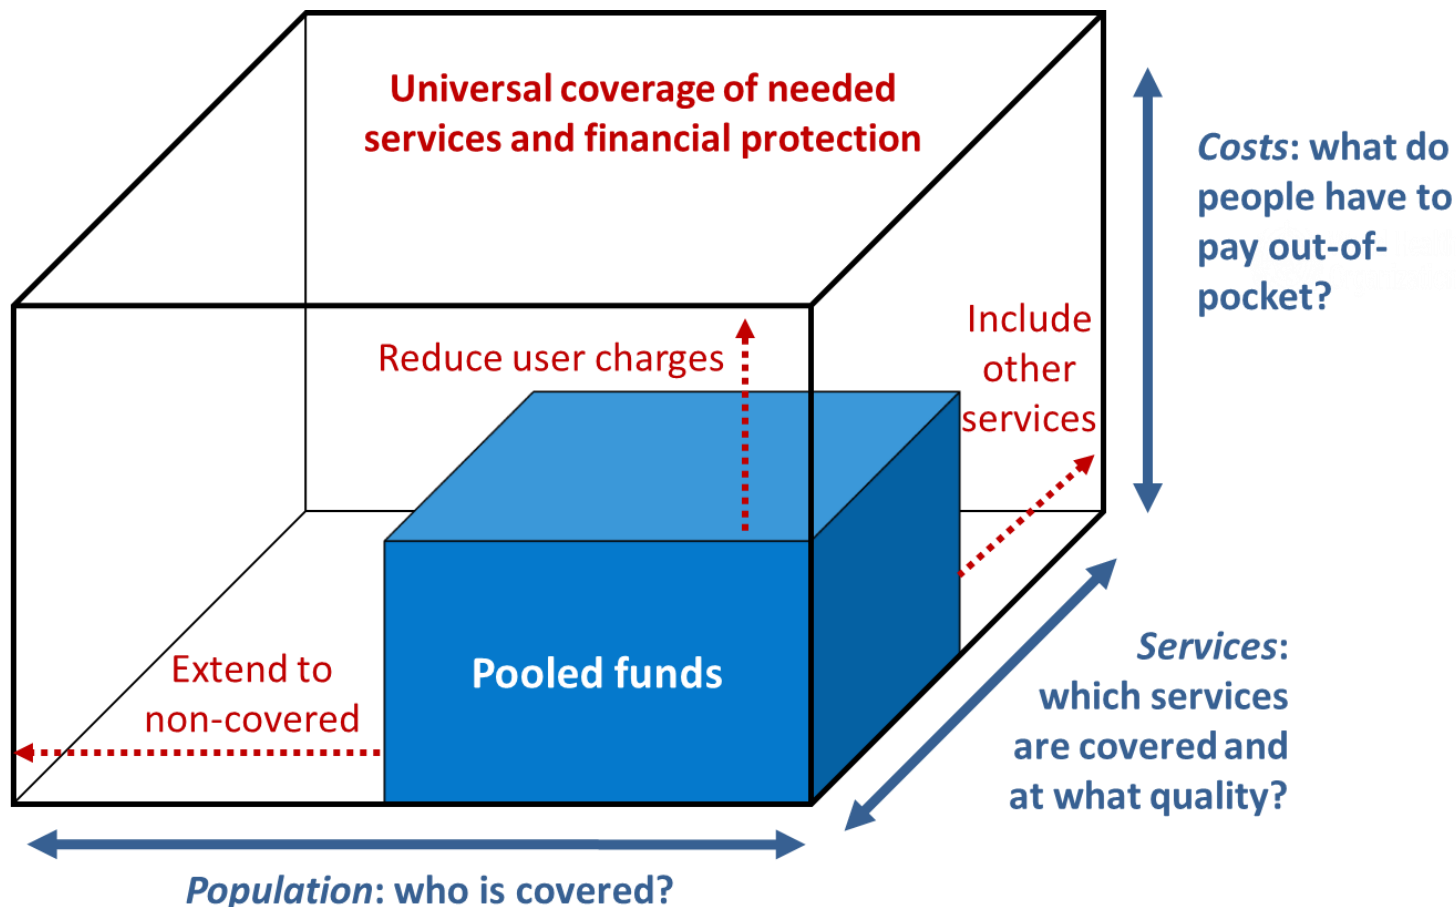 Universal coverage of needed
services and financial protection
Costs: what do
people have to
pay out-of-
pocket?
Reduce user charges
Include
other
services
Extend to
non-covered
Pooled funds
Services:
which services
are covered and
at what quality?
Population: who is covered?